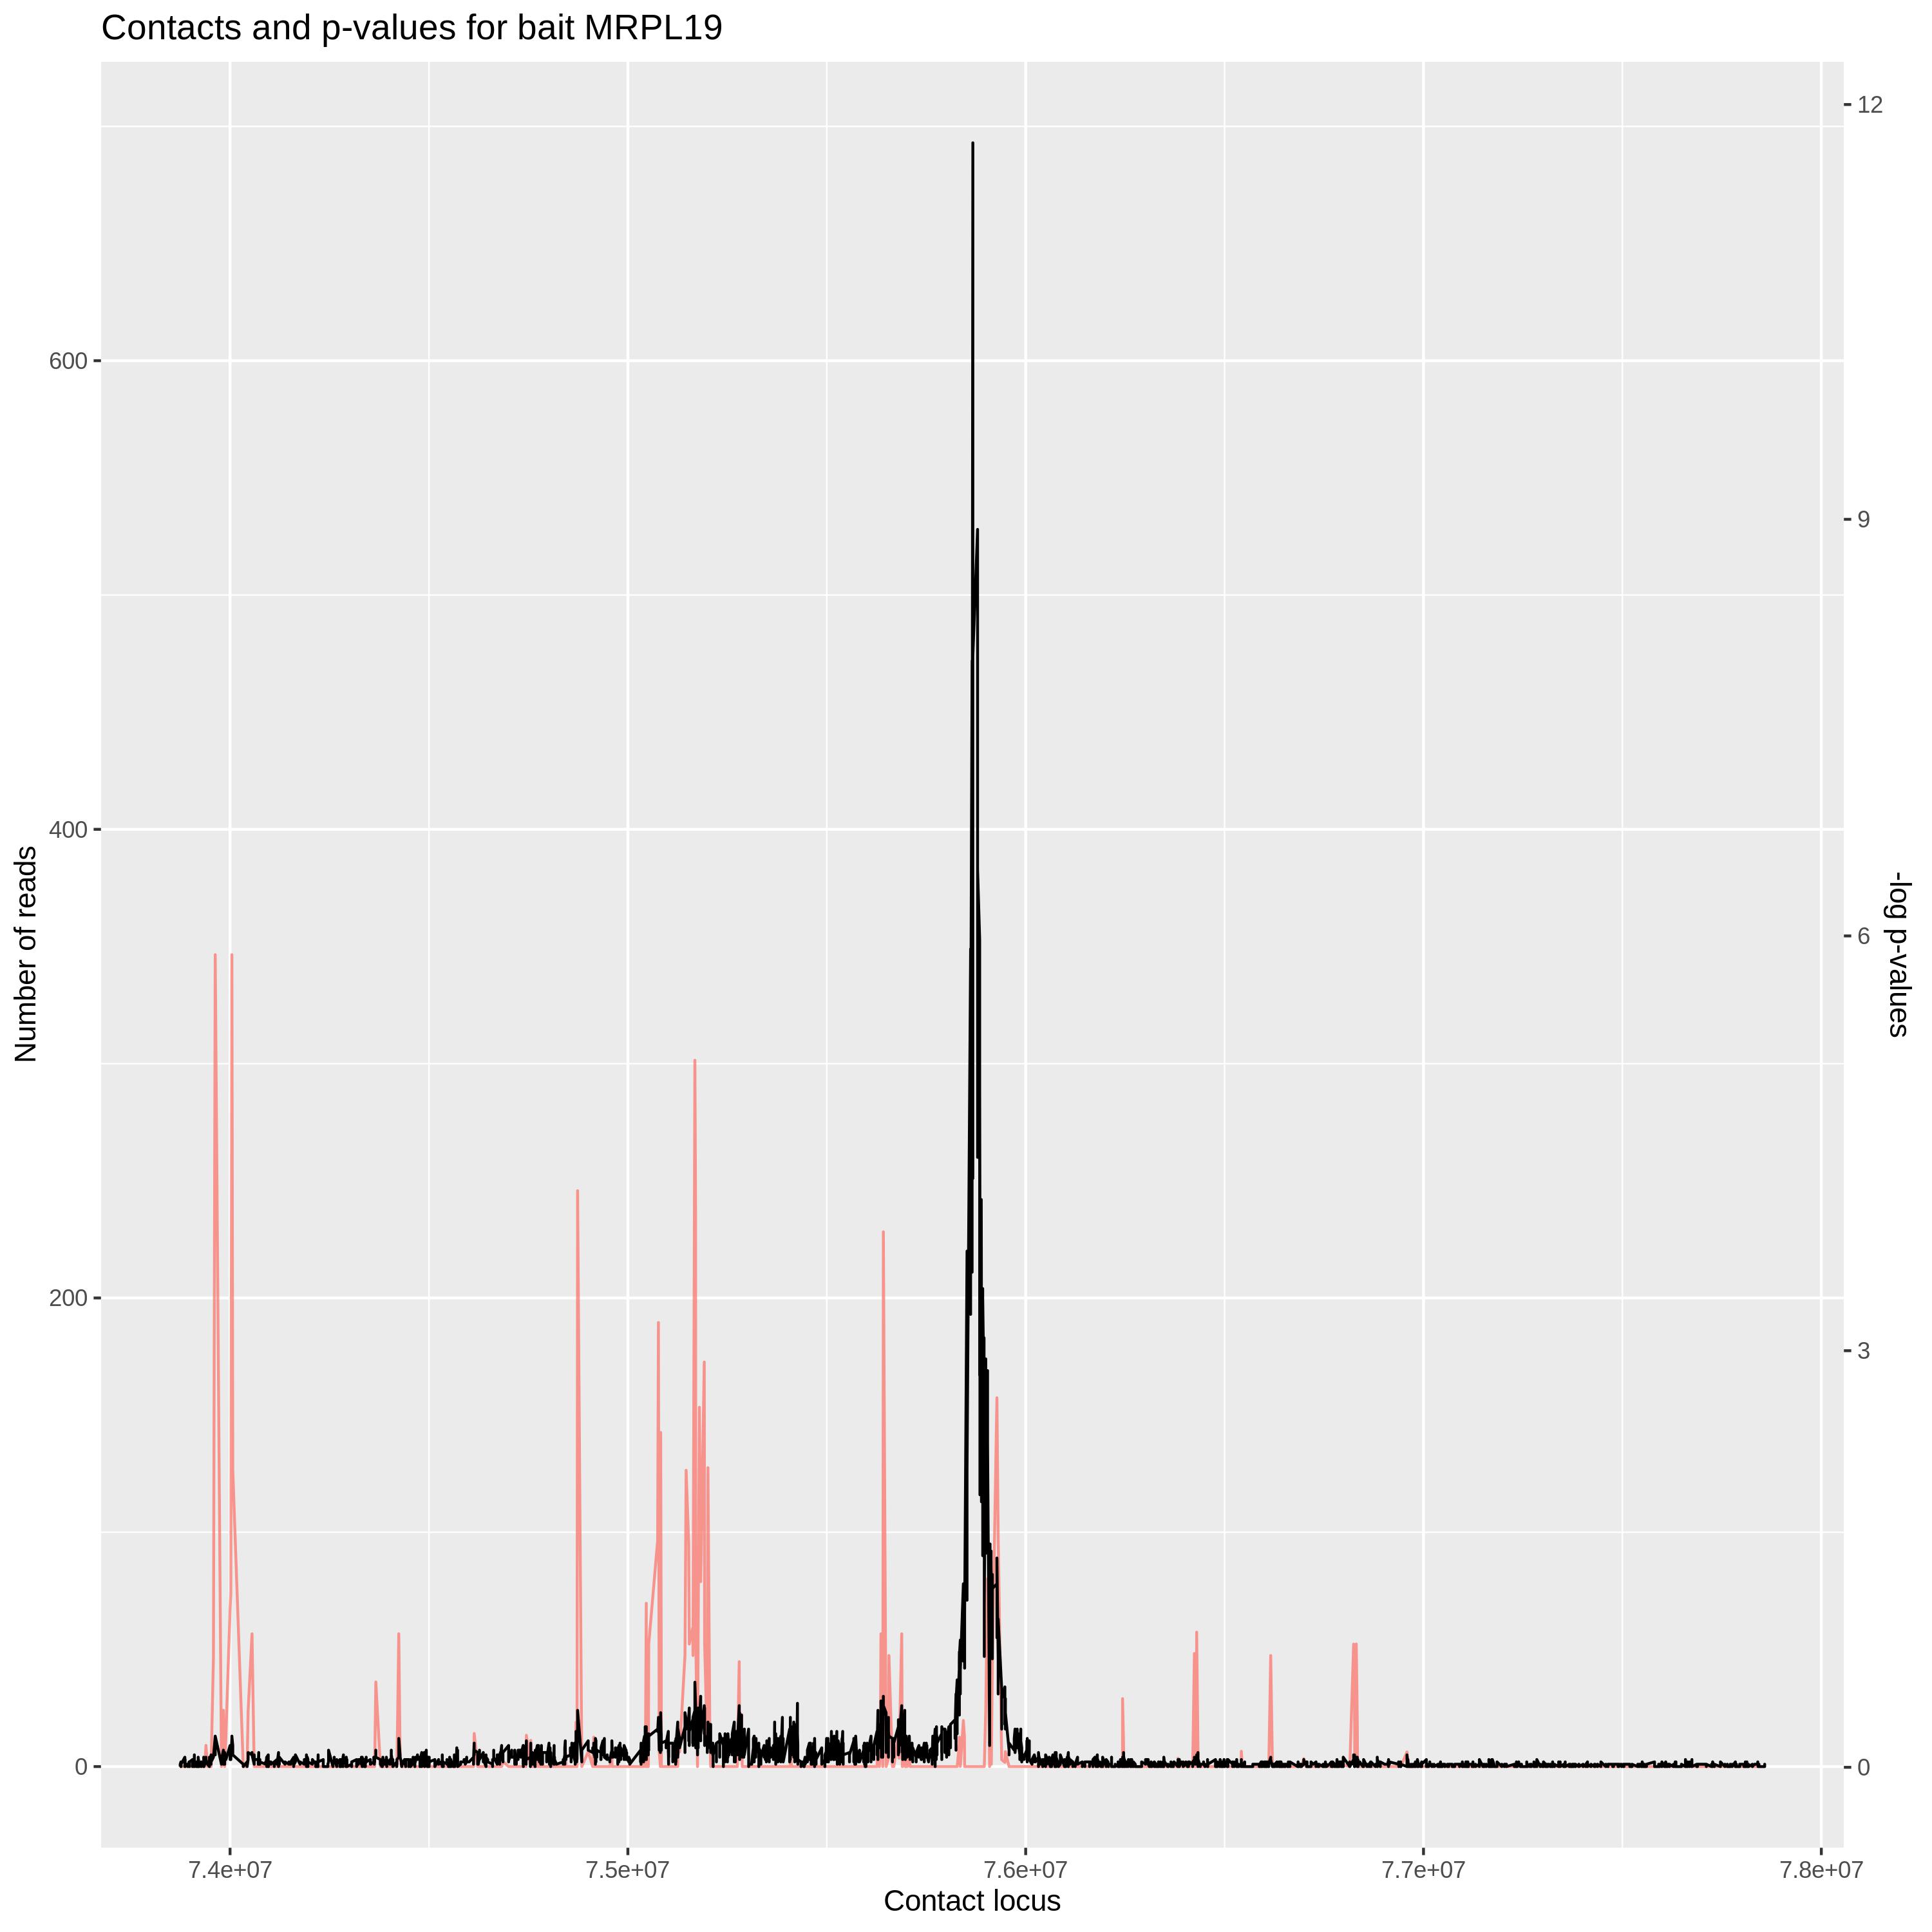 Contacts and p-values for bait MRPL19
12
600
9
400
Number of reads
6
-log p-values
200
3
0
0
7.4e+07 7.5e+07 7.6e+07 7.7e+07 7.8e+07
Contact locus